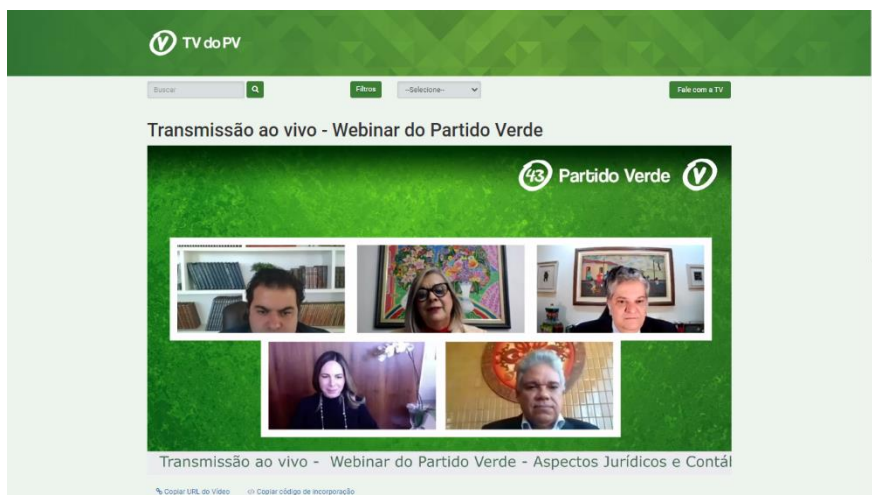 TV do PV
Buscar
Filtros
--Selecione--
Fale com a TV
Transmissão ao vivo - Webinar do Partido Verde
43 Partido Verde
Transmissão ao vivo - Webinar do Partido Verde - Aspectos Jurídicos e Contál
Copiar URL do Vídeo
</> Copiar código de incorporação